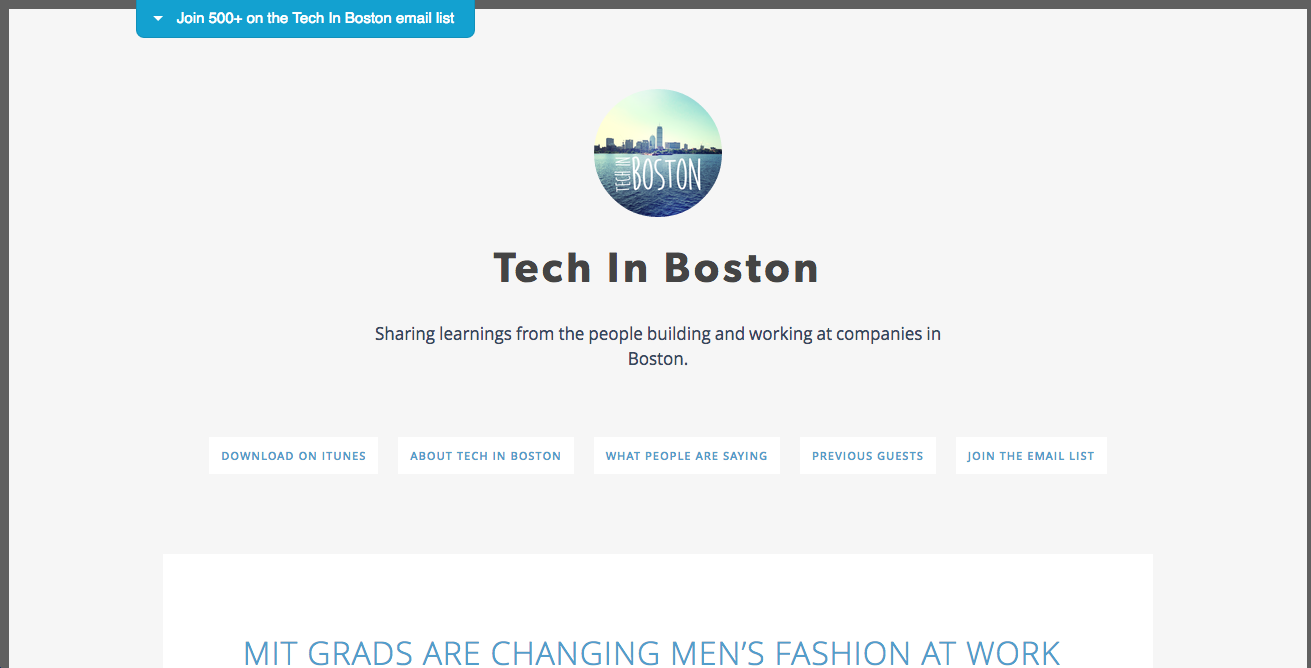 Join 500+ on the Tech In Boston email list
TECH IN BOSTON
Tech In Boston
Sharing learnings from the people building and working at companies in
Boston.
DOWNLOAD ON ITUNES
ABOUT TECH IN BOSTON
WHAT PEOPLE ARE SAYING
PREVIOUS GUESTS
JOIN THE EMAIL LIST
MIT GRADS ARE CHANGING MEN’S FASHION AT WORK